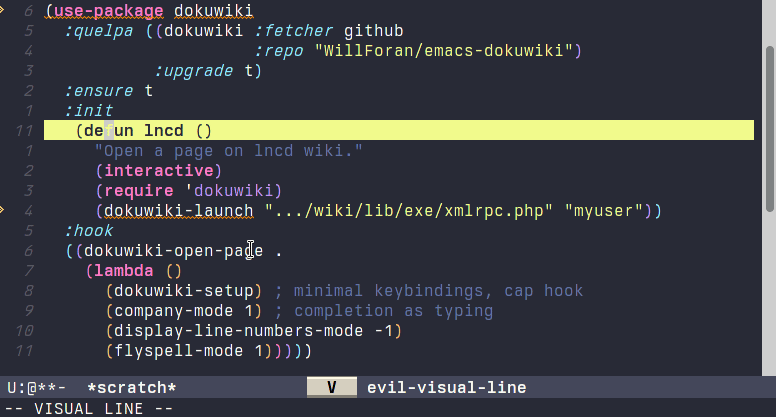 6 (use-package dokuwiki
5 :quelpa ((dokuwiki :fetcher github
4 :repo "WillForan/emacs-dokuwiki")
3 :upgrade t)
2 :ensure t
1 :init
11 (defun lncd ()
1 "Open a page on lncd wiki."
2 (interactive)
3 (require 'dokuwiki)
4 (dokuwiki-launch ".../wiki/lib/exe/xmlrpc.php" "myuser"))
5 :hook
6 ((dokuwiki-open-page .
7 (lambda ()
8 (dokuwiki-setup) ; minimal keybindings, cap hook
9 (company-mode 1) ; completion as typing
10 (display-line-numbers-mode -1)
11 (flyspell-mode 1)))))
U:@**- *scratch* V evil-visual-line
-- VISUAL LINE --